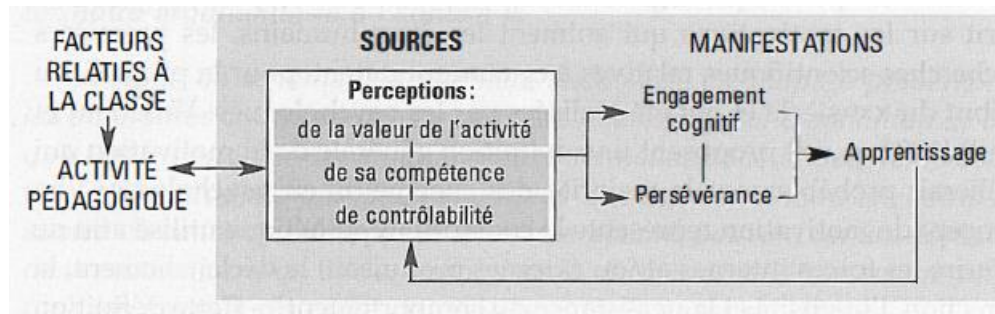 FACTEURS
RELATIFS À
LA CLASSE
ACTIVITÉ
PÉDAGOGIQUE
SOURCES
Perceptions:
de la valeur de l'activité
de sa compétence
de contrôlabilité
MANIFESTATIONS
Engagement
cognitif
Persévérance
Apprentissage